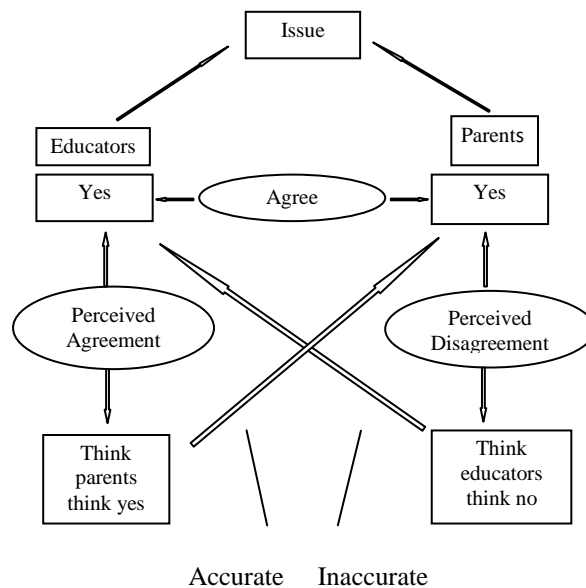 Issue
Educators
Parents
Yes
Agree
Yes
Perceived
Agreement
Perceived
Disagreement
Think
parents
think yes
Think
educators
think no
Accurate
Inaccurate